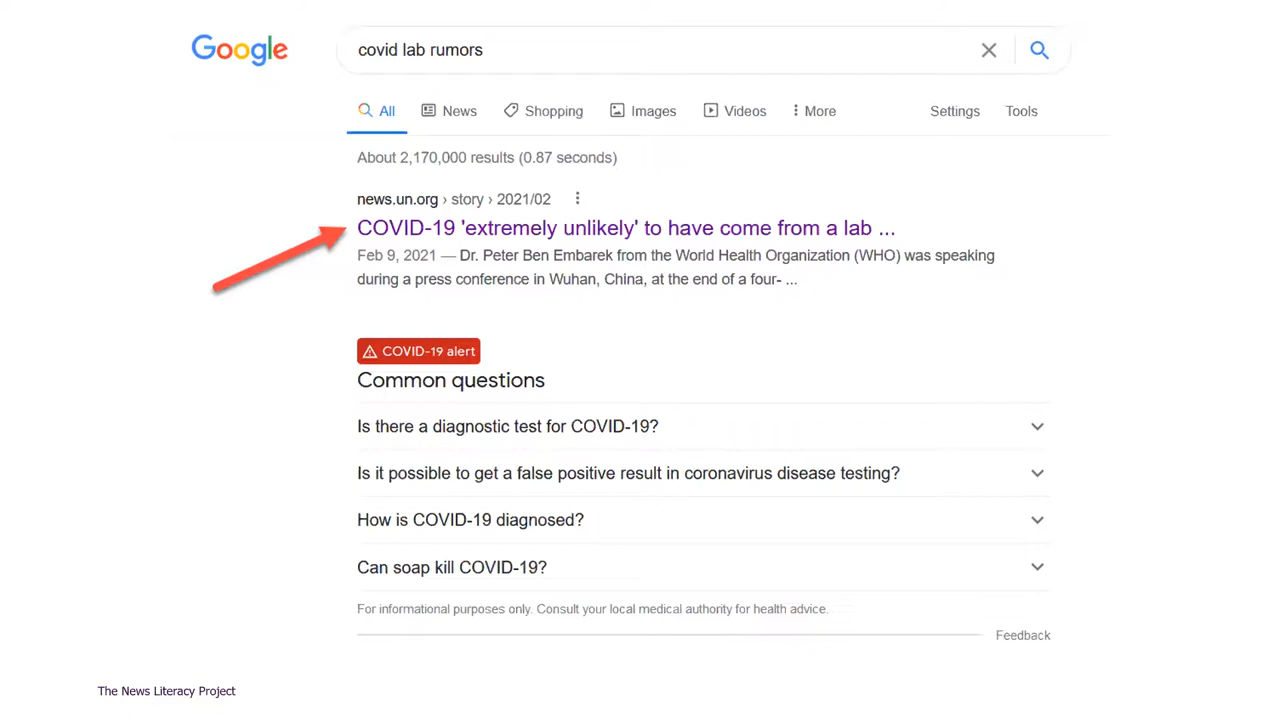 Google
covid lab rumors
All News Shopping Images Videos More Settings Tools
About 2,170,000 results (0.87 seconds)
news.un.org › story › 2021/02
COVID-19 'extremely unlikely' to have come from a lab ...
Feb 9, 2021 — Dr. Peter Ben Embarek from the World Health Organization (WHO) was speaking
during a press conference in Wuhan, China, at the end of a four- ...
COVID-19 alert
Common questions
Is there a diagnostic test for COVID-19?
Is it possible to get a false positive result in coronavirus disease testing?
How is COVID-19 diagnosed?
Can soap kill COVID-19?
For informational purposes only. Consult your local medical authority for health advice.
Feedback
The News Literacy Project